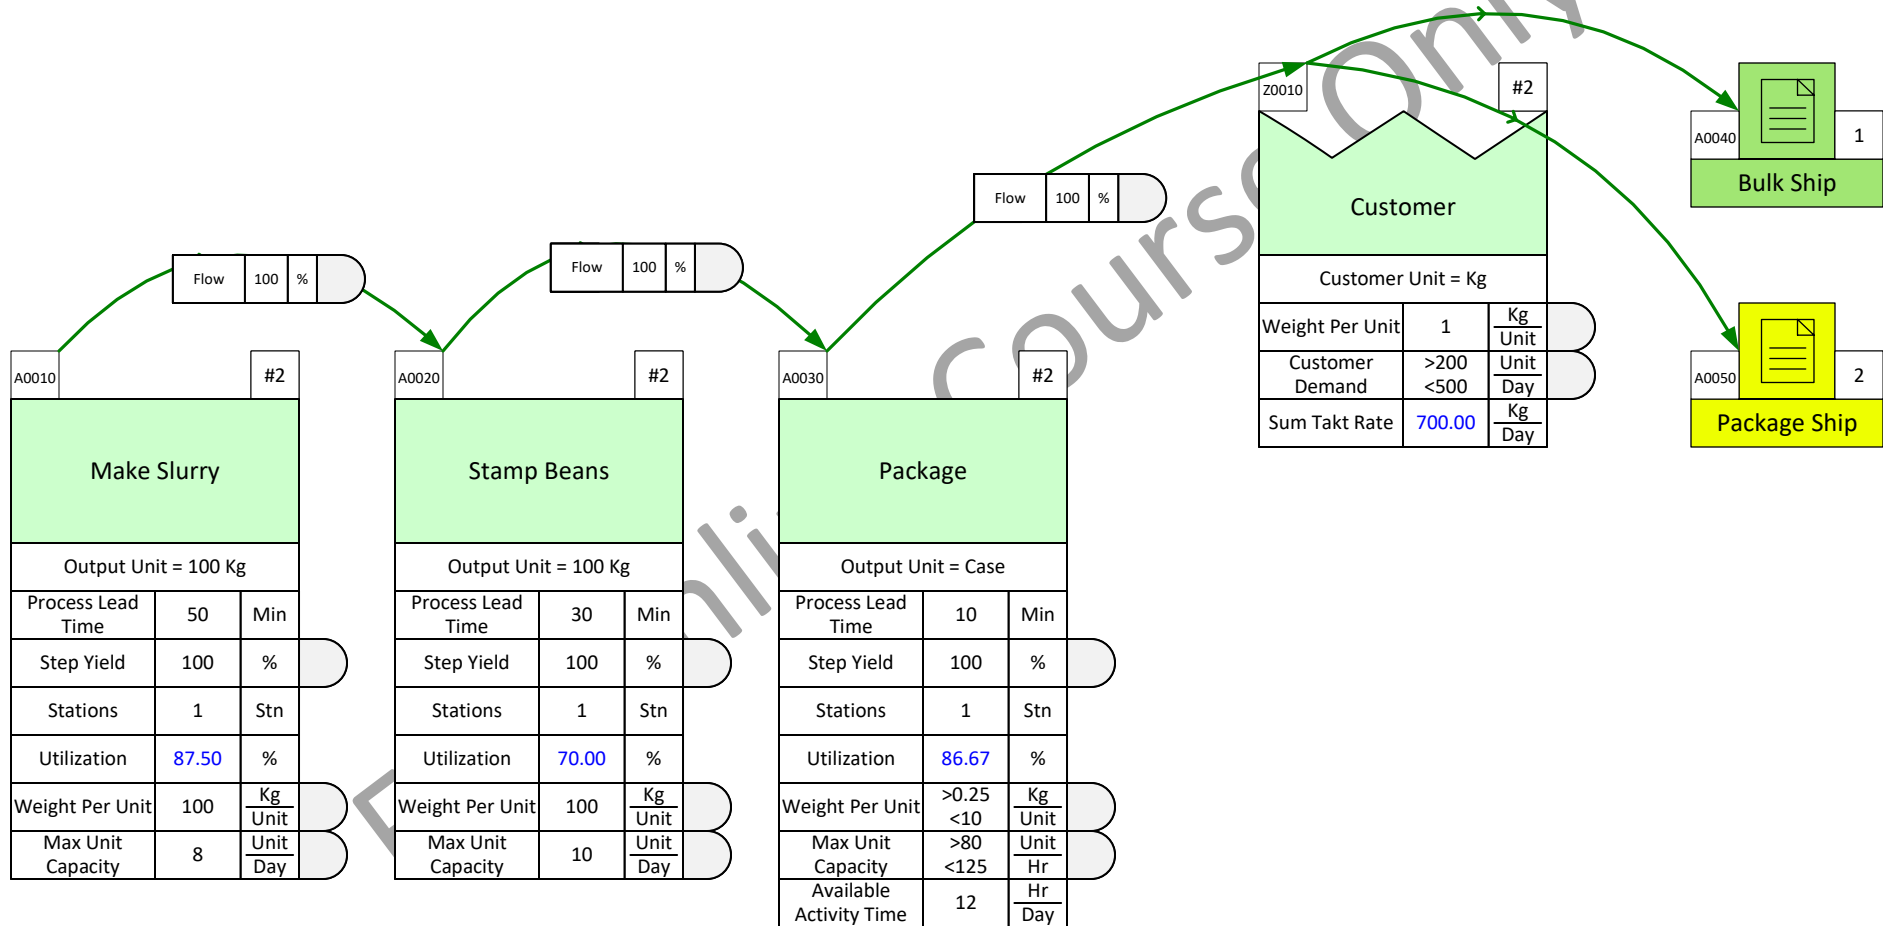 Z0010
#2
Customer
Customer Unit = Kg
Weight Per Unit 1 Kg
Unit
Customer
Demand >200
<500 Unit
Day
Sum Takt Rate 700.00 Kg
Day
A0040
1
Bulk Ship
A0050
2
Package Ship
Flow 100 %
Flow 100 %
Flow 100 %
A0010
#2
Make Slurry
Output Unit = 100 Kg
Process Lead
Time 50 Min
Step Yield 100 %
Stations 1 Stn
Utilization 87.50 %
Weight Per Unit 100 Kg
Unit
Max Unit
Capacity 8 Unit
Day
A0020
#2
Stamp Beans
Output Unit = 100 Kg
Process Lead
Time 30 Min
Step Yield 100 %
Stations 1 Stn
Utilization 70.00 %
Weight Per Unit 100 Kg
Unit
Max Unit
Capacity 10 Unit
Day
A0030
#2
Package
Output Unit = Case
Process Lead
Time 10 Min
Step Yield 100 %
Stations 1 Stn
Utilization 86.67 %
Weight Per Unit >0.25
<10 Kg
Unit
Max Unit
Capacity >80
<125 Unit
Hr
Available
Activity Time 12 Hr
Day
Course Only